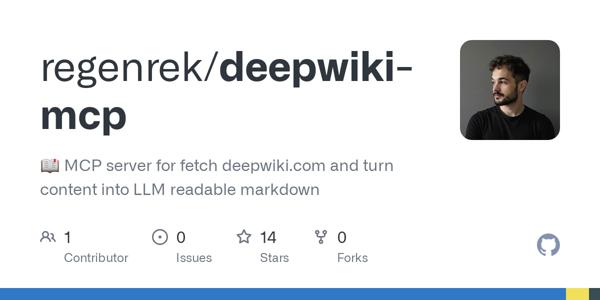 regenrek/deepwiki-
mcp
📖 MCP server for fetch deepwiki.com and turn
content into LLM readable markdown
1 0 14 0
Contributor Issues Stars Forks